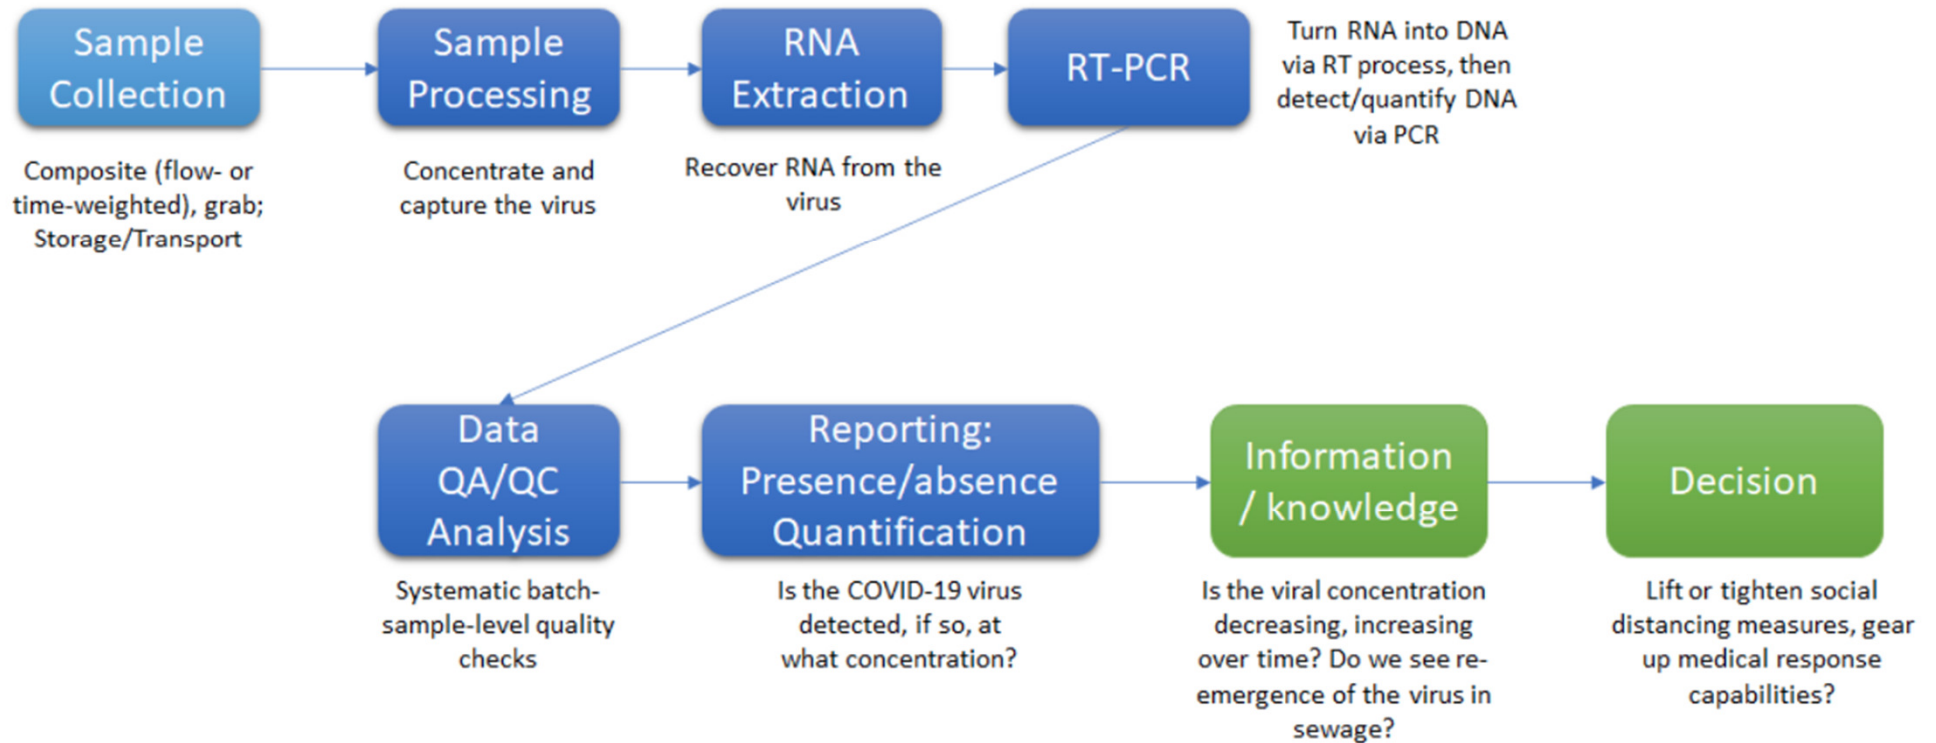 Sample
Collection
Composite (flow- or
time-weighted), grab;
Storage/Transport
Sample
Processing
Concentrate and
capture the virus
RNA
Extraction
Recover RNA from the
virus
RT-PCR
Turn RNA into DNA
via RT process, then
detect/quantify DNA
via PCR
Data
QA/QC
Analysis
Systematic batch-
sample-level quality
checks
Reporting:
Presence/absence
Quantification
Is the COVID-19 virus
detected, if so, at
what concentration?
Information
/ knowledge
Is the viral concentration
decreasing, increasing
over time? Do we see re-
emergence of the virus in
sewage?
Decision
Lift or tighten social
distancing measures, gear
up medical response
capabilities?